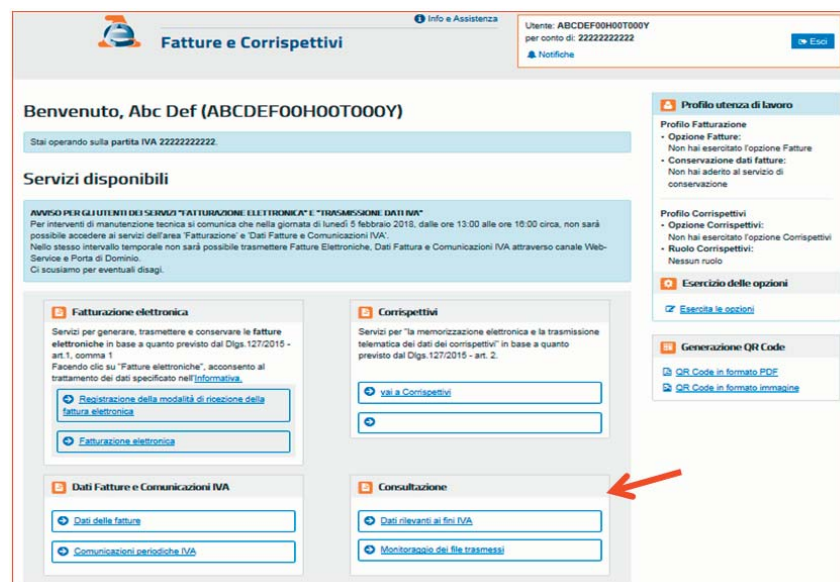 Info e Assistenza
Fatture e Corrispettivi
Utente: ABCDEF00H00T000Y
per conto di: 22222222222
Notifiche
Esci
Benvenuto, Abc Def (ABCDEF00H00T000Y)
Stai operando sulla partita IVA 22222222222.
Servizi disponibili
AVVISO PER GLI UTENTI DEI SERVIZI "FATTURAZIONE ELETTRONICA" E "TRASMISSIONE DATI IVA"
Per interventi di manutenzione tecnica si comunica che nella giornata di lunedì 5 febbraio 2018, dalle ore 13:00 alle ore 16:00 circa, non sarà
possibile accedere ai servizi dell'area 'Fatturazione' e 'Dati Fatture e Comunicazioni IVA'.
Nello stesso intervallo temporale non sarà possibile trasmettere Fatture Elettroniche, Dati Fattura e Comunicazioni IVA attraverso canale Web-
Service e Porta di Dominio.
Ci scusiamo per eventuali disagi.
Fatturazione elettronica
Servizi per generare, trasmettere e conservare le fatture
elettroniche in base a quanto previsto dal Dlgs.127/2015 -
art.1, comma 1
Facendo clic su "Fatture elettroniche", acconsento al
trattamento dei dati specificato nell'Informativa.
Registrazione della modalità di ricezione della
fattura elettronica
Fatturazione elettronica
Corrispettivi
Servizi per "la memorizzazione elettronica e la trasmissione
telematica dei dati dei corrispettivi" in base a quanto
previsto dal Dlgs.127/2015 - art. 2.
vai a Corrispettivi
Dati Fatture e Comunicazioni IVA
Dati delle fatture
Comunicazioni periodiche IVA
Consultazione
Dati rilevanti ai fini IVA
Monitoraggio dei file trasmessi
Profilo utenza di lavoro
Profilo Fatturazione
• Opzione Fatture:
Non hai esercitato l'opzione Fatture
• Conservazione dati fatture:
Non hai aderito al servizio di
conservazione
Profilo Corrispettivi
• Opzione Corrispettivi:
Non hai esercitato l'opzione Corrispettivi
• Ruolo Corrispettivi:
Nessun ruolo
Esercizio delle opzioni
Esercita le opzioni
Generazione QR Code
QR Code in formato PDF
QR Code in formato immagine